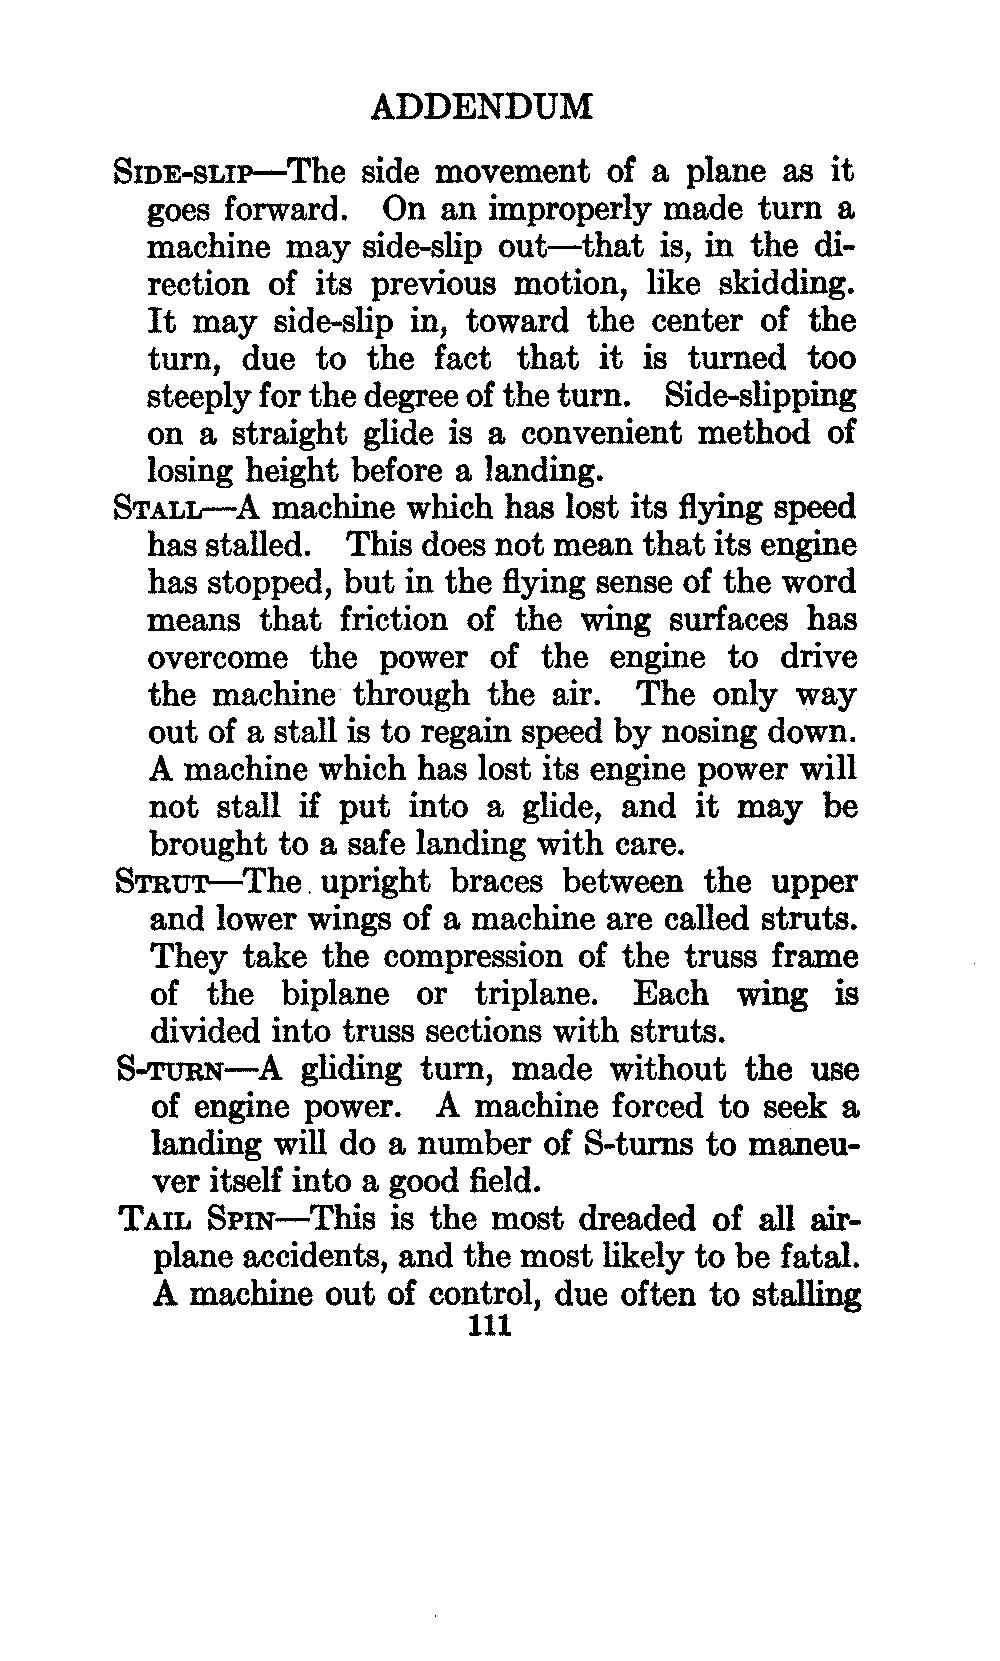 ADDENDUM
SIDE-SLIP—The side movement of a plane as it
goes forward. On an improperly made turn a
machine may side-slip out—that is, in the di-
rection of its previous motion, like skidding.
It may side-slip in, toward the center of the
turn, due to the fact that it is turned too
steeply for the degree of the turn. Side-slipping
on a straight glide is a convenient method of
losing height before a landing.
STALL—A machine which has lost its flying speed
has stalled. This does not mean that its engine
has stopped, but in the flying sense of the word
means that friction of the wing surfaces has
overcome the power of the engine to drive
the machine through the air. The only way
out of a stall is to regain speed by nosing down.
A machine which has lost its engine power will
not stall if put into a glide, and it may be
brought to a safe landing with care.
STRUT—The upright braces between the upper
and lower wings of a machine are called struts.
They take the compression of the truss frame
of the biplane or triplane. Each wing is
divided into truss sections with struts.
S-TURN—A gliding turn, made without the use
of engine power. A machine forced to seek a
landing will do a number of S-turns to maneu-
ver itself into a good field.
TAIL SPIN—This is the most dreaded of all air-
plane accidents, and the most likely to be fatal.
A machine out of control, due often to stalling
111